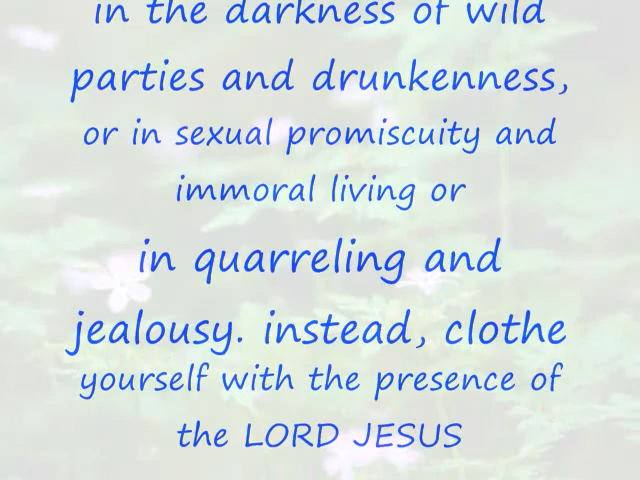 in the darkness of wild
parties and drunkenness,
or in sexual promiscuity and
immoral living or
in quarreling and
jealousy. instead, clothe
yourself with the presence of
the LORD JESUS